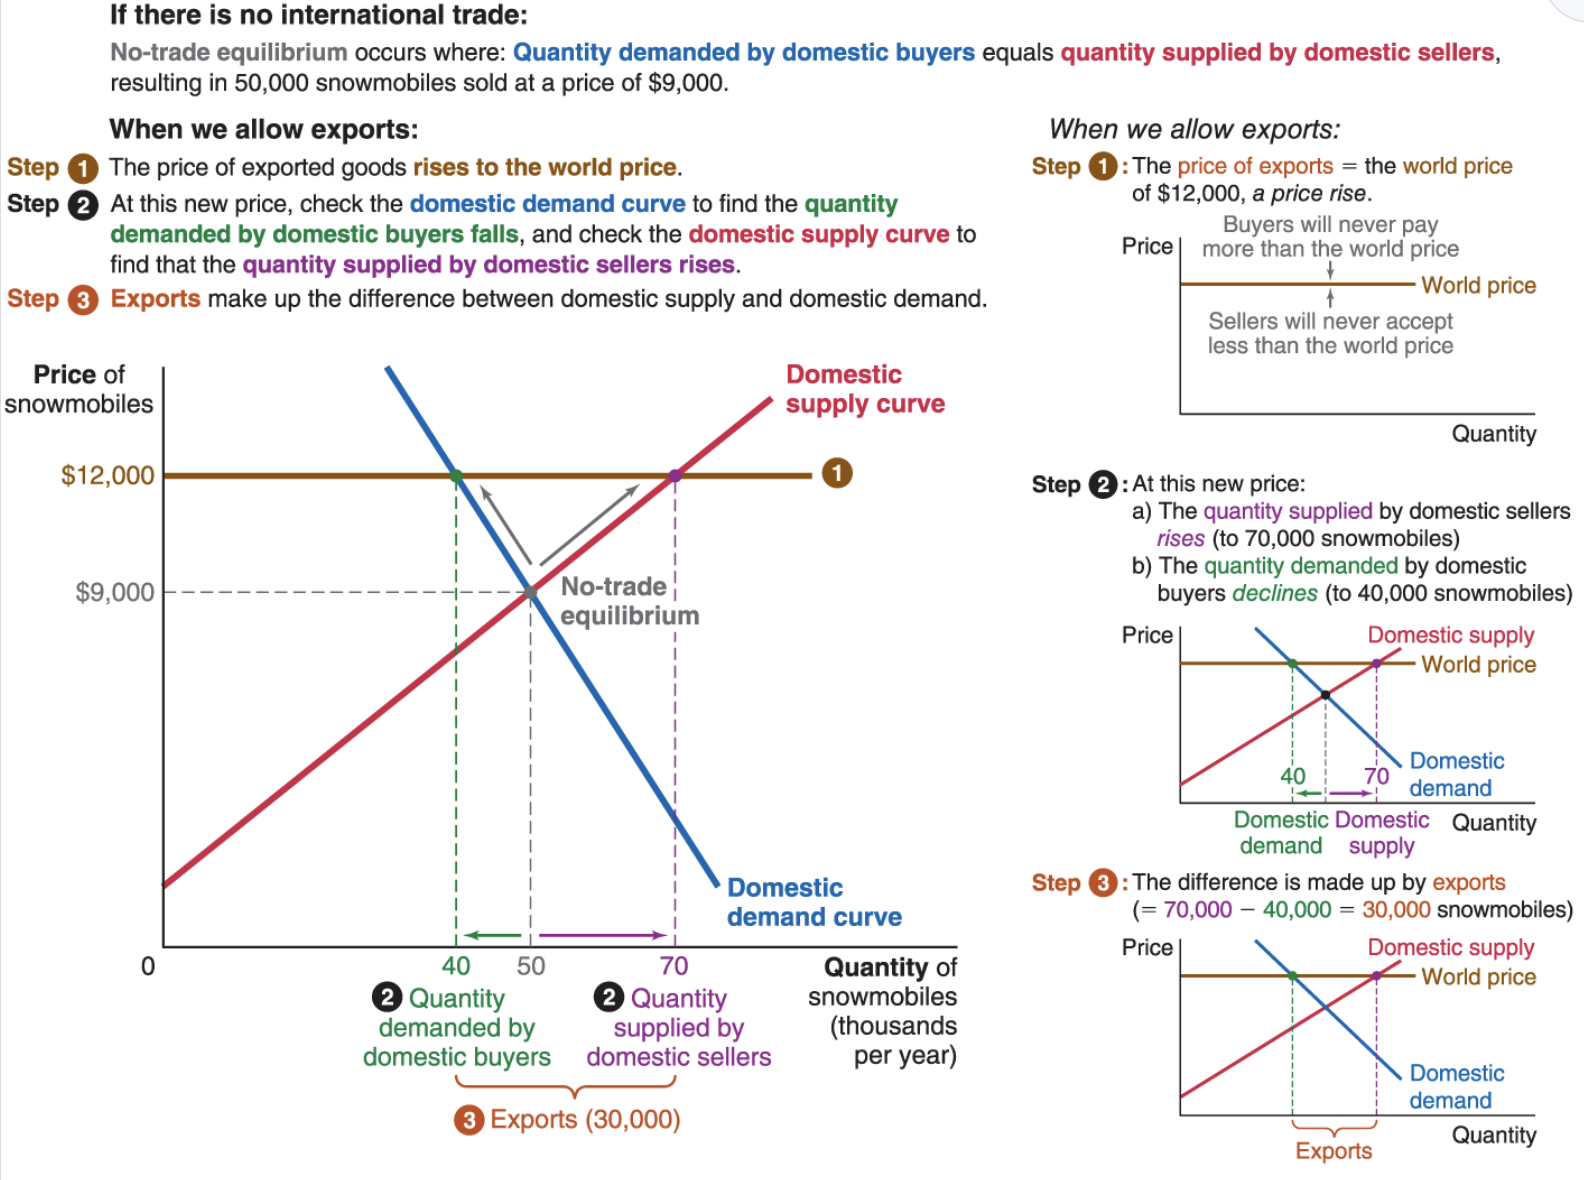 If there is no international trade:
No-trade equilibrium occurs where: Quantity demanded by domestic buyers equals quantity supplied by domestic sellers,
resulting in 50,000 snowmobiles sold at a price of $9,000.
When we allow exports:
Step 1 The price of exported goods rises to the world price.
Step 2 At this new price, check the domestic demand curve to find the quantity
demanded by domestic buyers falls, and check the domestic supply curve to
find that the quantity supplied by domestic sellers rises.
Step 3 Exports make up the difference between domestic supply and domestic demand.
Price of
snowmobiles
Domestic
supply curve
$12,000
1
$9,000
No-trade
equilibrium
Domestic
demand curve
0
40
50
70
Quantity of
snowmobiles
(thousands
per year)
2 Quantity
demanded by
domestic buyers
2 Quantity
supplied by
domestic sellers
3 Exports (30,000)
When we allow exports:
Step 1: The price of exports = the world price
of $12,000, a price rise.
Price
Buyers will never pay
more than the world price
World price
Sellers will never accept
less than the world price
Quantity
Step 2: At this new price:
a) The quantity supplied by domestic sellers
rises (to 70,000 snowmobiles)
b) The quantity demanded by domestic
buyers declines (to 40,000 snowmobiles)
Price
Domestic supply
World price
Domestic
demand
40
70
Domestic
demand
Domestic
supply
Quantity
Step 3: The difference is made up by exports
(= 70,000 − 40,000 = 30,000 snowmobiles)
Price
Domestic supply
World price
Domestic
demand
Quantity
Exports